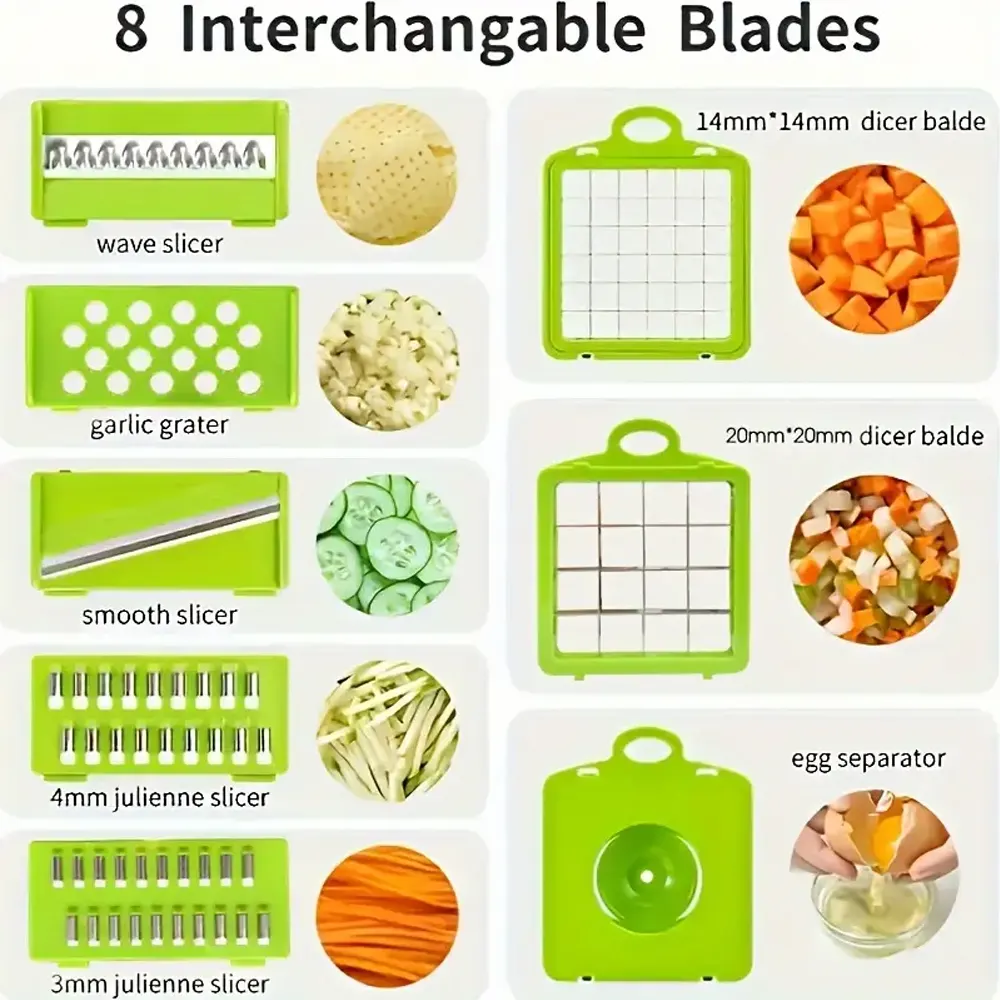 8 Interchangable Blades
wave slicer
garlic grater
smooth slicer
4mm julienne slicer
3mm julienne slicer
14mm*14mm dicer balde
20mm*20mm dicer balde
egg separator